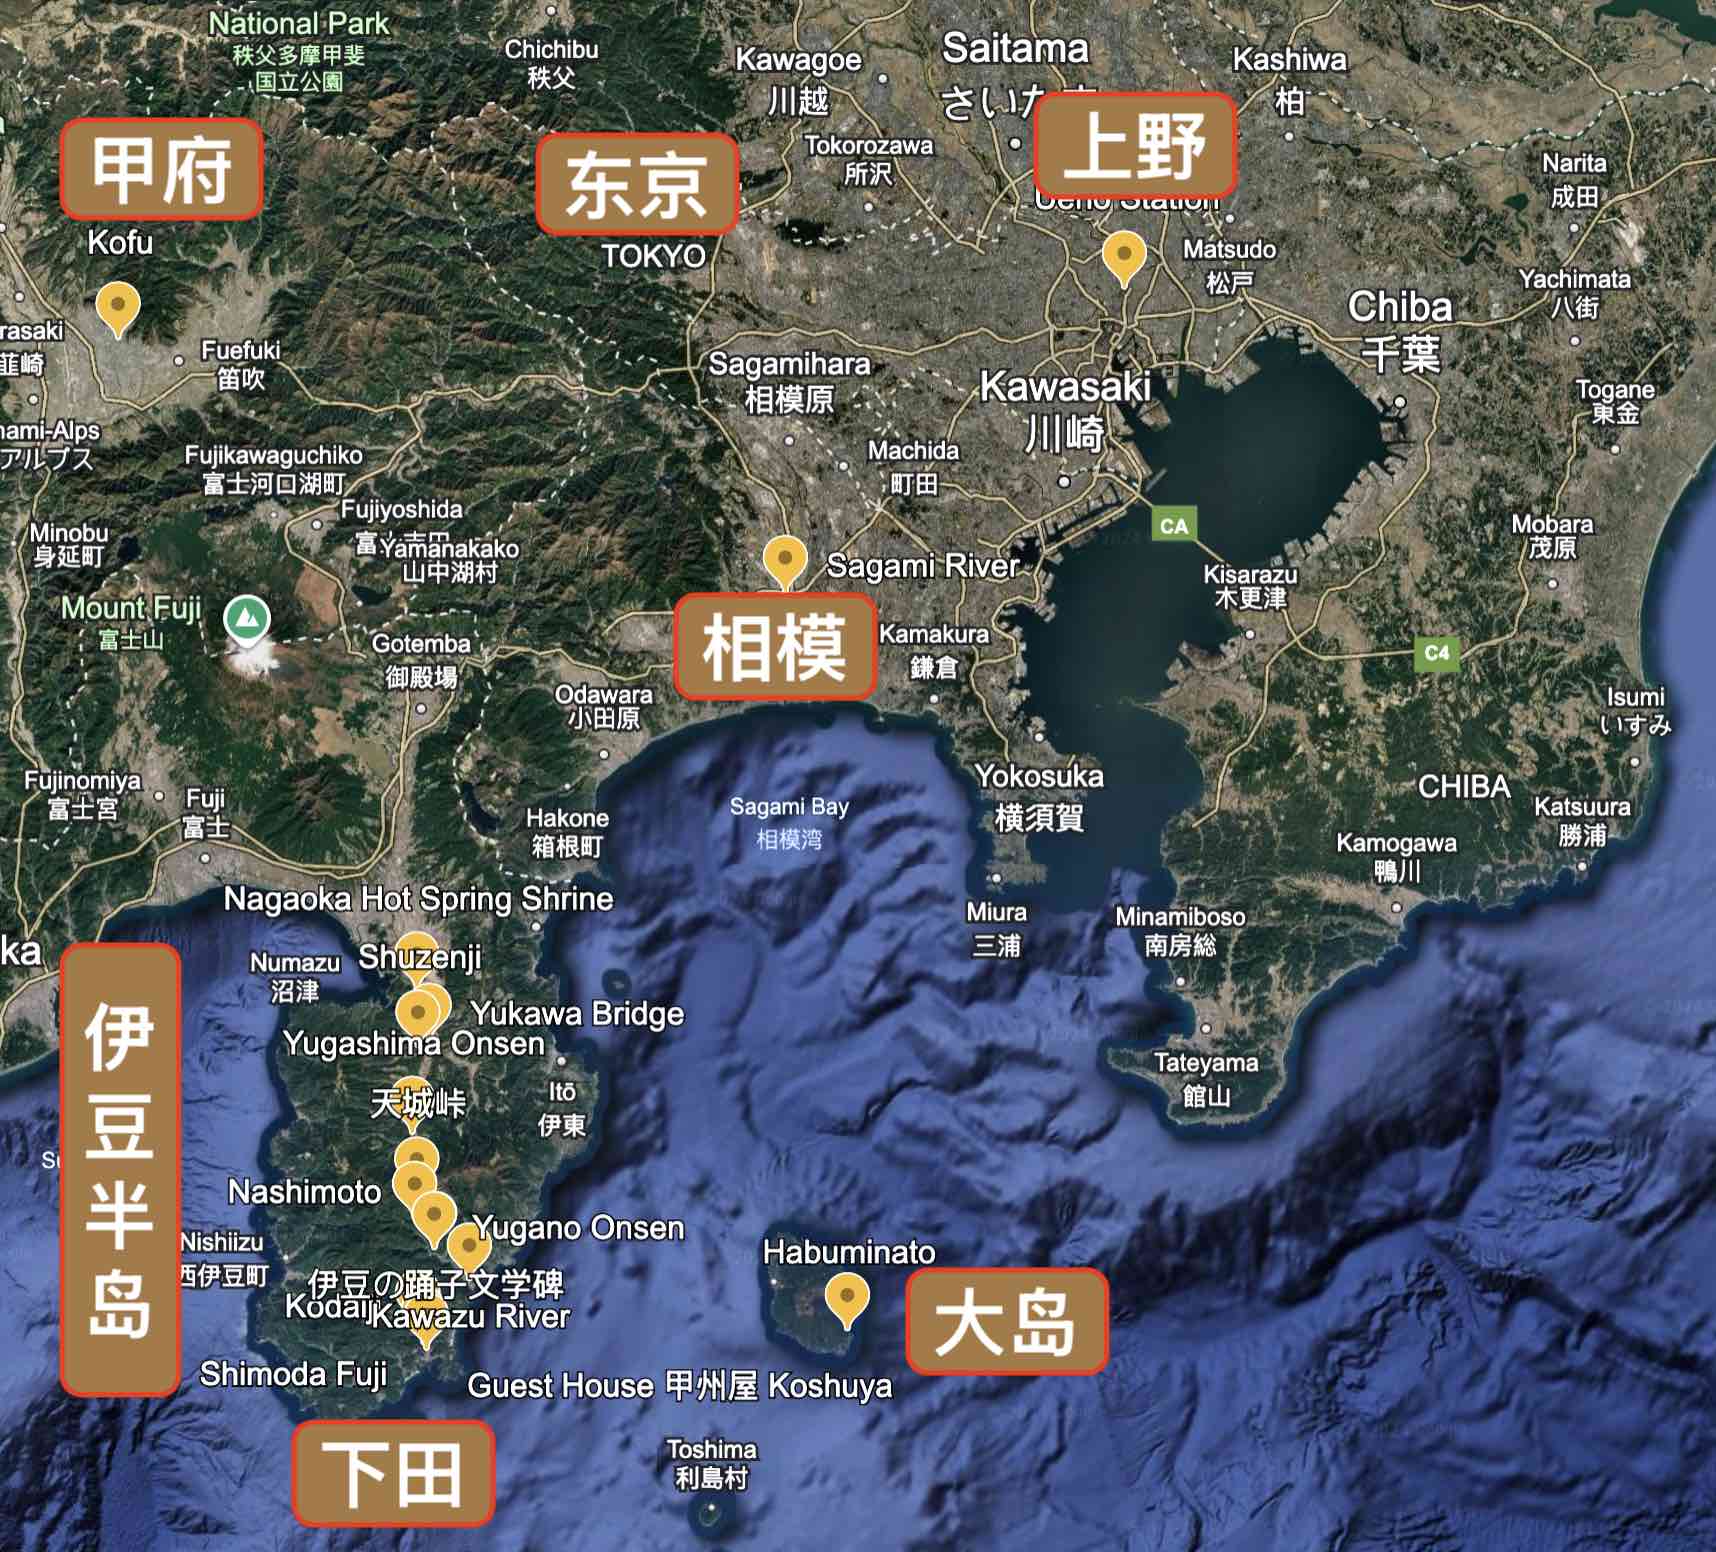 National Park
秩父多摩甲斐
国立公園
Chichibu
秩父
Kawagoe
川越
Saitama
Kashiwa
柏
甲府
东京
上野
Tokorozawa
所沢
Narita
成田
Ueno Station
Kofu
TOKYO
Matsudo
松戸
Yachimata
八街
Chiba
千葉
韮崎
Fuefuki
笛吹
Sagamihara
相模原
Kawasaki
川崎
Togane
東金
アルプス
Fujikawaguchiko
富士河口湖町
Machida
町田
Fujiyoshida
Yamanakako
山中湖村
Minobu
身延町
CA
Mobara
茂原
Sagami River
Kisarazu
木更津
Mount Fuji
富士山
相模
Kamakura
鎌倉
Gotemba
御殿場
C4
Odawara
小田原
Isumi
いすみ
Fujinomiya
富士宮
Fuji
富士
Sagami Bay
相模湾
Yokosuka
横須賀
CHIBA
Katsuura
勝浦
Hakone
箱根町
Kamogawa
鴨川
Nagaoka Hot Spring Shrine
Miura
三浦
Minamiboso
南房総
ka
Numazu
沼津
Shuzenji
Yukawa Bridge
Yugashima Onsen
伊豆半岛
天城峠
Itō
伊東
Tateyama
館山
Nashimoto
Yugano Onsen
Nishiizu
西伊豆町
Habuminato
伊豆の踊子文学碑
Kawazu River
大岛
Shimoda Fuji
Guest House 甲州屋 Koshuya
下田
Toshima
利島村